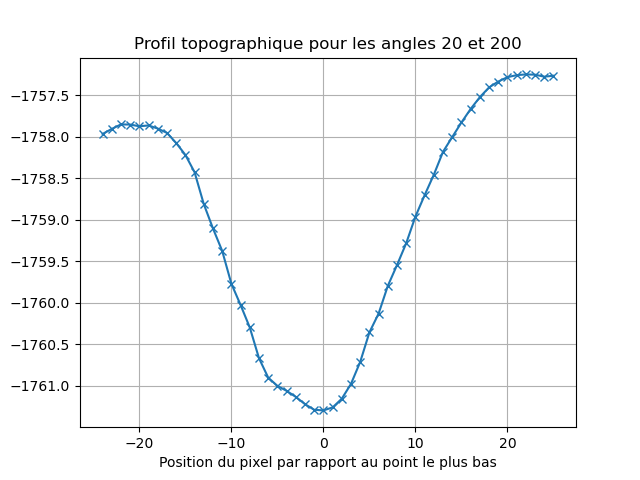 Profil topographique pour les angles 20 et 200
−1757.5
−1758.0
−1758.5
−1759.0
−1759.5
−1760.0
−1760.5
−1761.0
−20 −10 0 10 20
Position du pixel par rapport au point le plus bas